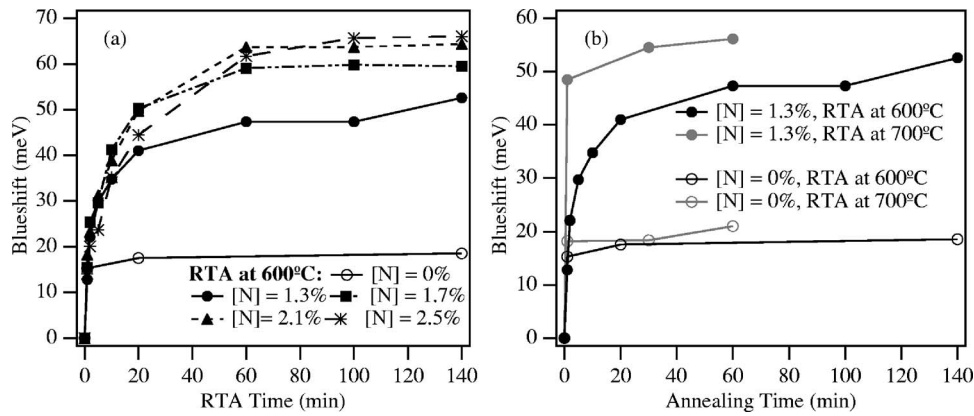 (a)
Blueshift (meV)
70
60
50
40
30
20
10
0
RTA at 600ºC:
[N] = 0%
[N] = 1.3%
[N] = 1.7%
[N]= 2.1%
[N] = 2.5%
0 20 40 60 80 100 120 140
RTA Time (min)
(b)
Blueshift (meV)
60
50
40
30
20
10
0
[N] = 1.3%, RTA at 600ºC
[N] = 1.3%, RTA at 700ºC
[N] = 0%, RTA at 600ºC
[N] = 0%, RTA at 700ºC
0 20 40 60 80 100 120 140
Annealing Time (min)